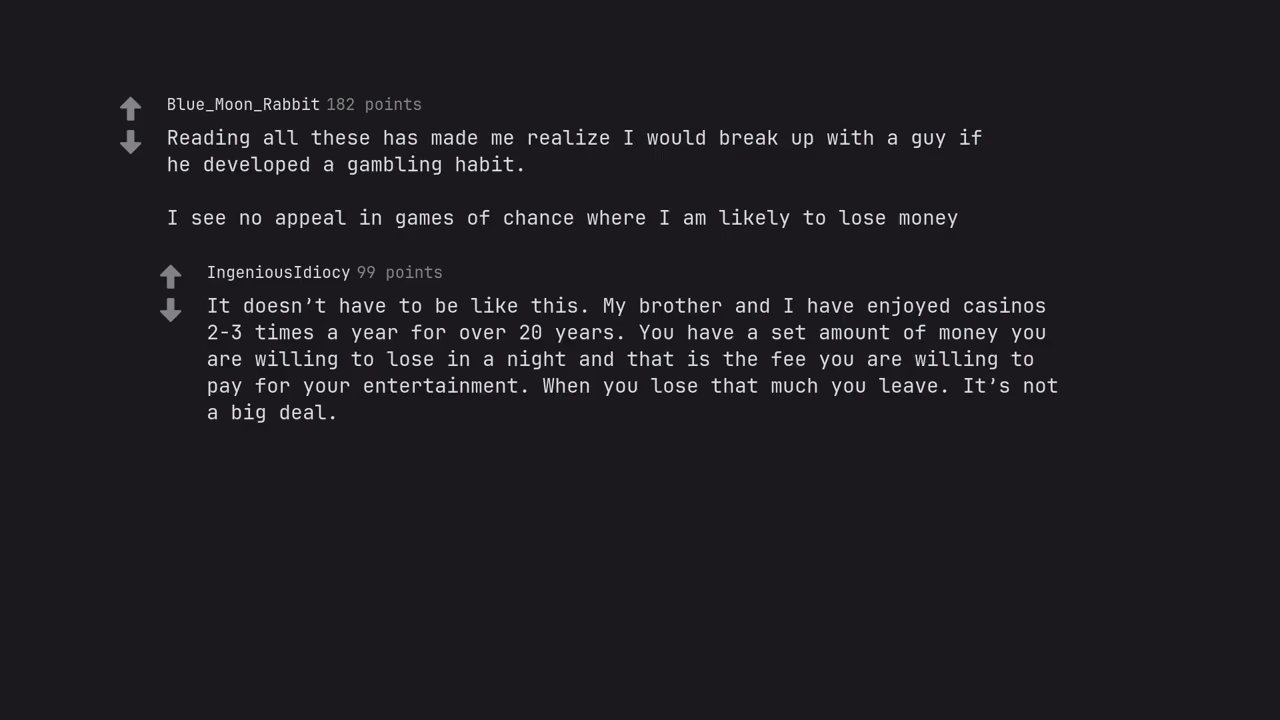 Blue_Moon_Rabbit 182 points
Reading all these has made me realize I would break up with a guy if
he developed a gambling habit.
I see no appeal in games of chance where I am likely to lose money
IngeniousIdiocy 99 points
It doesn’t have to be like this. My brother and I have enjoyed casinos
2-3 times a year for over 20 years. You have a set amount of money you
are willing to lose in a night and that is the fee you are willing to
pay for your entertainment. When you lose that much you leave. It’s not
a big deal.